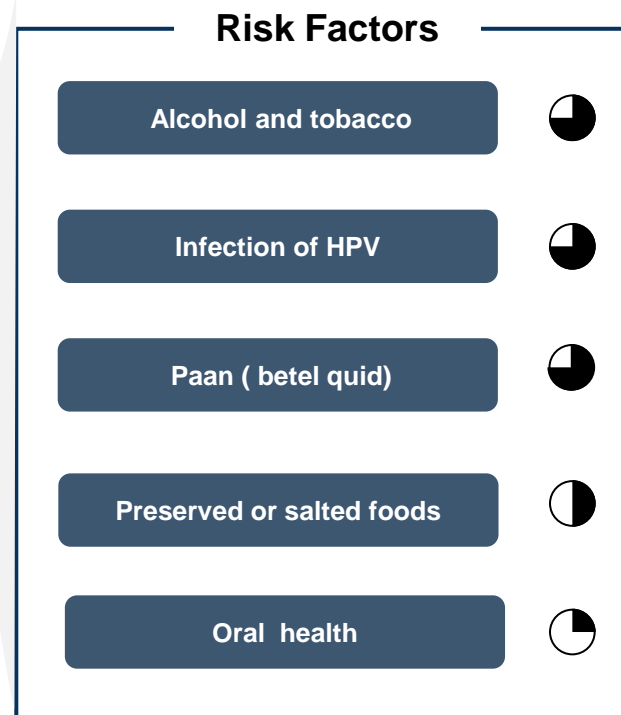 Risk Factors
Alcohol and tobacco
Infection of HPV
Paan ( betel quid)
Preserved or salted foods
Oral  health